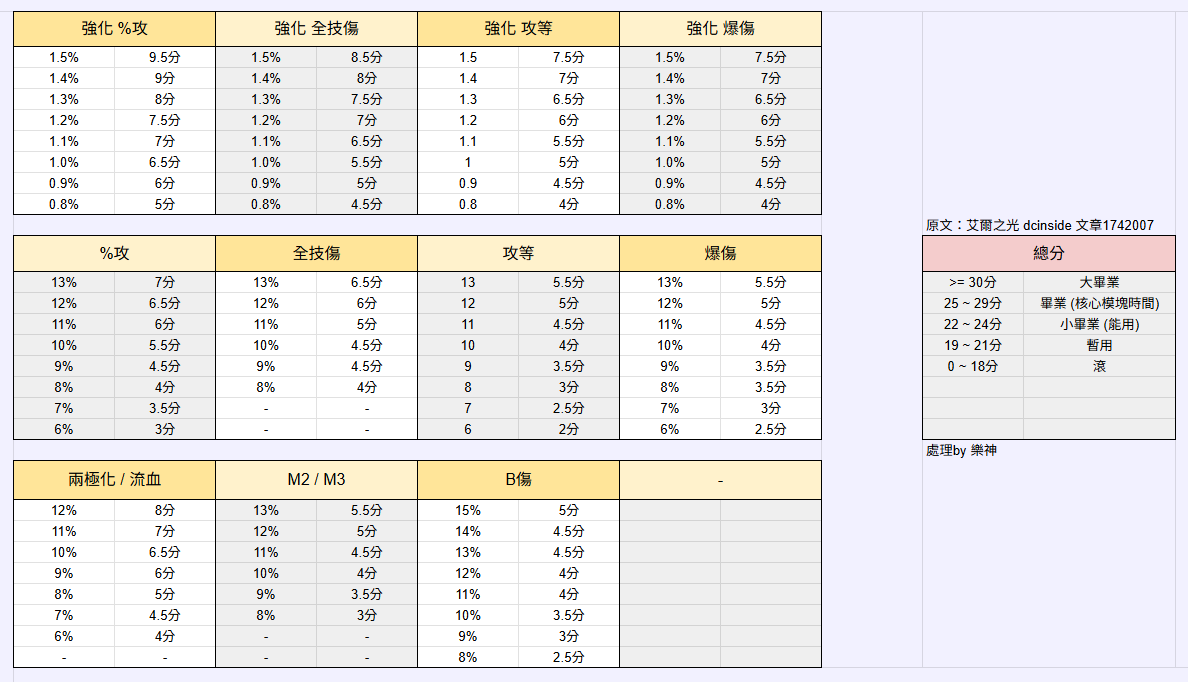 強化 %攻 強化 全技傷 強化 攻等 強化 爆傷
1.5% 9.5分 1.5% 8.5分 1.5 7.5分 1.5% 7.5分
1.4% 9分 1.4% 8分 1.4 7分 1.4% 7分
1.3% 8分 1.3% 7.5分 1.3 6.5分 1.3% 6.5分
1.2% 7.5分 1.2% 7分 1.2 6分 1.2% 6分
1.1% 7分 1.1% 6.5分 1.1 5.5分 1.1% 5.5分
1.0% 6.5分 1.0% 5.5分 1 5分 1.0% 5分
0.9% 6分 0.9% 5分 0.9 4.5分 0.9% 4.5分
0.8% 5分 0.8% 4.5分 0.8 4分 0.8% 4分
原文：艾爾之光 dcinside 文章1742007
%攻 全技傷 攻等 爆傷 總分
13% 7分 13% 6.5分 13 5.5分 13% 5.5分 >= 30分 大畢業
12% 6.5分 12% 6分 12 5分 12% 5分 25 ~ 29分 畢業 (核心模塊時間)
11% 6分 11% 5分 11 4.5分 11% 4.5分 22 ~ 24分 小畢業 (能用)
10% 5.5分 10% 4.5分 10 4分 10% 4分 19 ~ 21分 暫用
9% 4.5分 9% 4.5分 9 3.5分 9% 3.5分 0 ~ 18分 滾
8% 4分 8% 4分 8 3分 8% 3.5分
7% 3.5分 - - 7 2.5分 7% 3分
6% 3分 - - 6 2分 6% 2.5分
處理by 樂神
兩極化 / 流血 M2 / M3 B傷 -
12% 8分 13% 5.5分 15% 5分
11% 7分 12% 5分 14% 4.5分
10% 6.5分 11% 4.5分 13% 4.5分
9% 6分 10% 4分 12% 4分
8% 5分 9% 3.5分 11% 4分
7% 4.5分 8% 3分 10% 3.5分
6% 4分 - - 9% 3分
- - - - 8% 2.5分